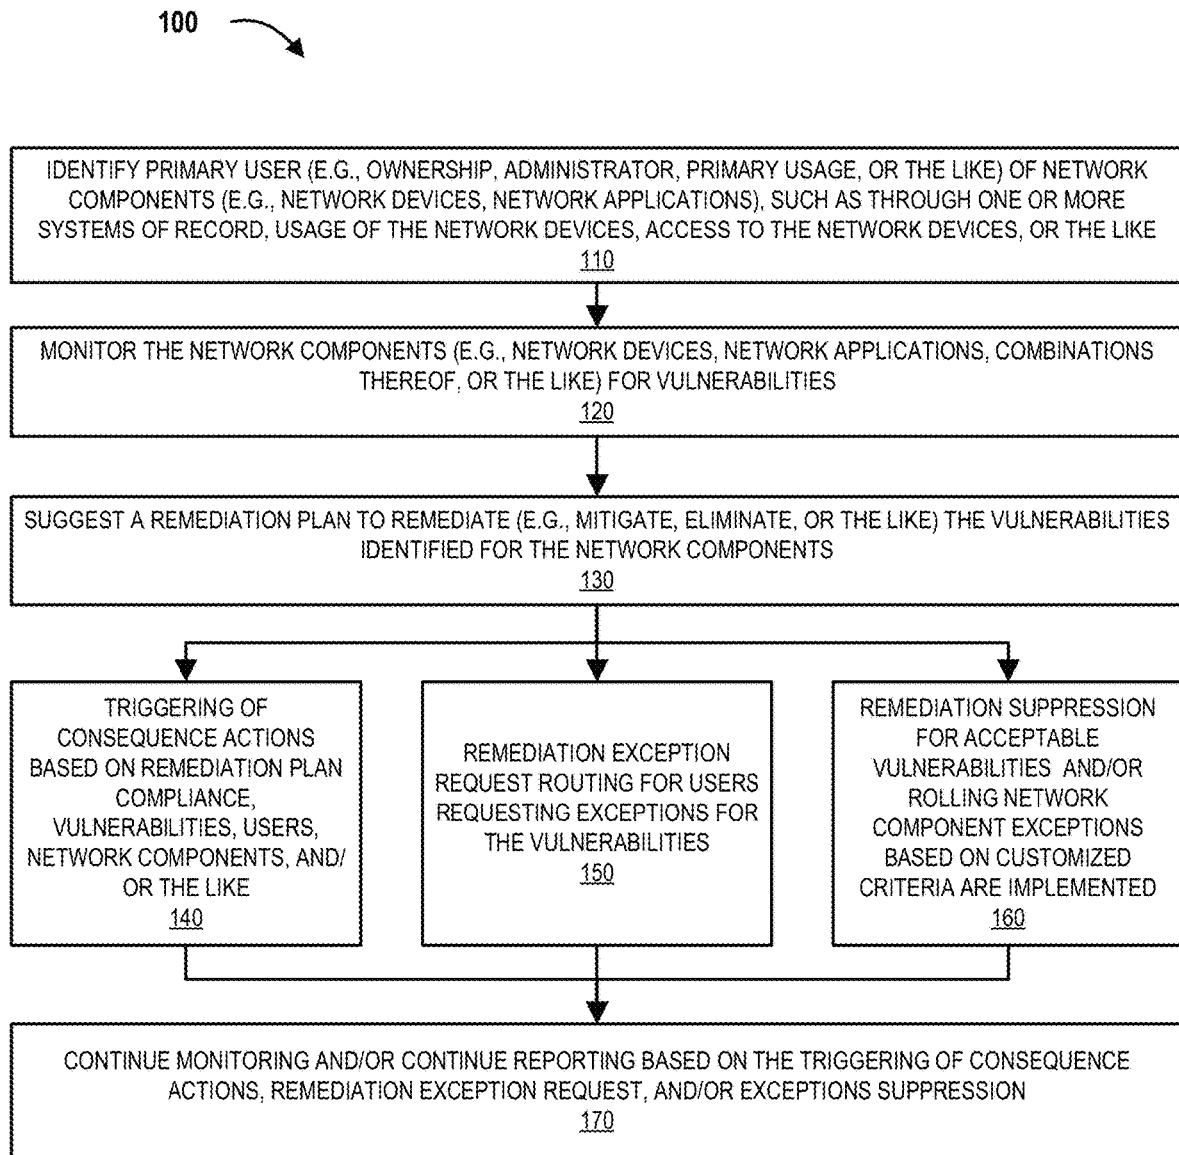 100
IDENTIFY PRIMARY USER (E.G., OWNERSHIP, ADMINISTRATOR, PRIMARY USAGE, OR THE LIKE) OF NETWORK
COMPONENTS (E.G., NETWORK DEVICES, NETWORK APPLICATIONS), SUCH AS THROUGH ONE OR MORE
SYSTEMS OF RECORD, USAGE OF THE NETWORK DEVICES, ACCESS TO THE NETWORK DEVICES, OR THE LIKE
110
MONITOR THE NETWORK COMPONENTS (E.G., NETWORK DEVICES, NETWORK APPLICATIONS, COMBINATIONS
THEREOF, OR THE LIKE) FOR VULNERABILITIES
120
SUGGEST A REMEDIATION PLAN TO REMEDIATE (E.G., MITIGATE, ELIMINATE, OR THE LIKE) THE VULNERABILITIES
IDENTIFIED FOR THE NETWORK COMPONENTS
130
TRIGGERING OF
CONSEQUENCE ACTIONS
BASED ON REMEDIATION PLAN
COMPLIANCE,
VULNERABILITIES, USERS,
NETWORK COMPONENTS, AND/
OR THE LIKE
140
REMEDIATION EXCEPTION
REQUEST ROUTING FOR USERS
REQUESTING EXCEPTIONS FOR
THE VULNERABILITIES
150
REMEDIATION SUPPRESSION
FOR ACCEPTABLE
VULNERABILITIES AND/OR
ROLLING NETWORK
COMPONENT EXCEPTIONS
BASED ON CUSTOMIZED
CRITERIA ARE IMPLEMENTED
160
CONTINUE MONITORING AND/OR CONTINUE REPORTING BASED ON THE TRIGGERING OF CONSEQUENCE
ACTIONS, REMEDIATION EXCEPTION REQUEST, AND/OR EXCEPTIONS SUPPRESSION
170